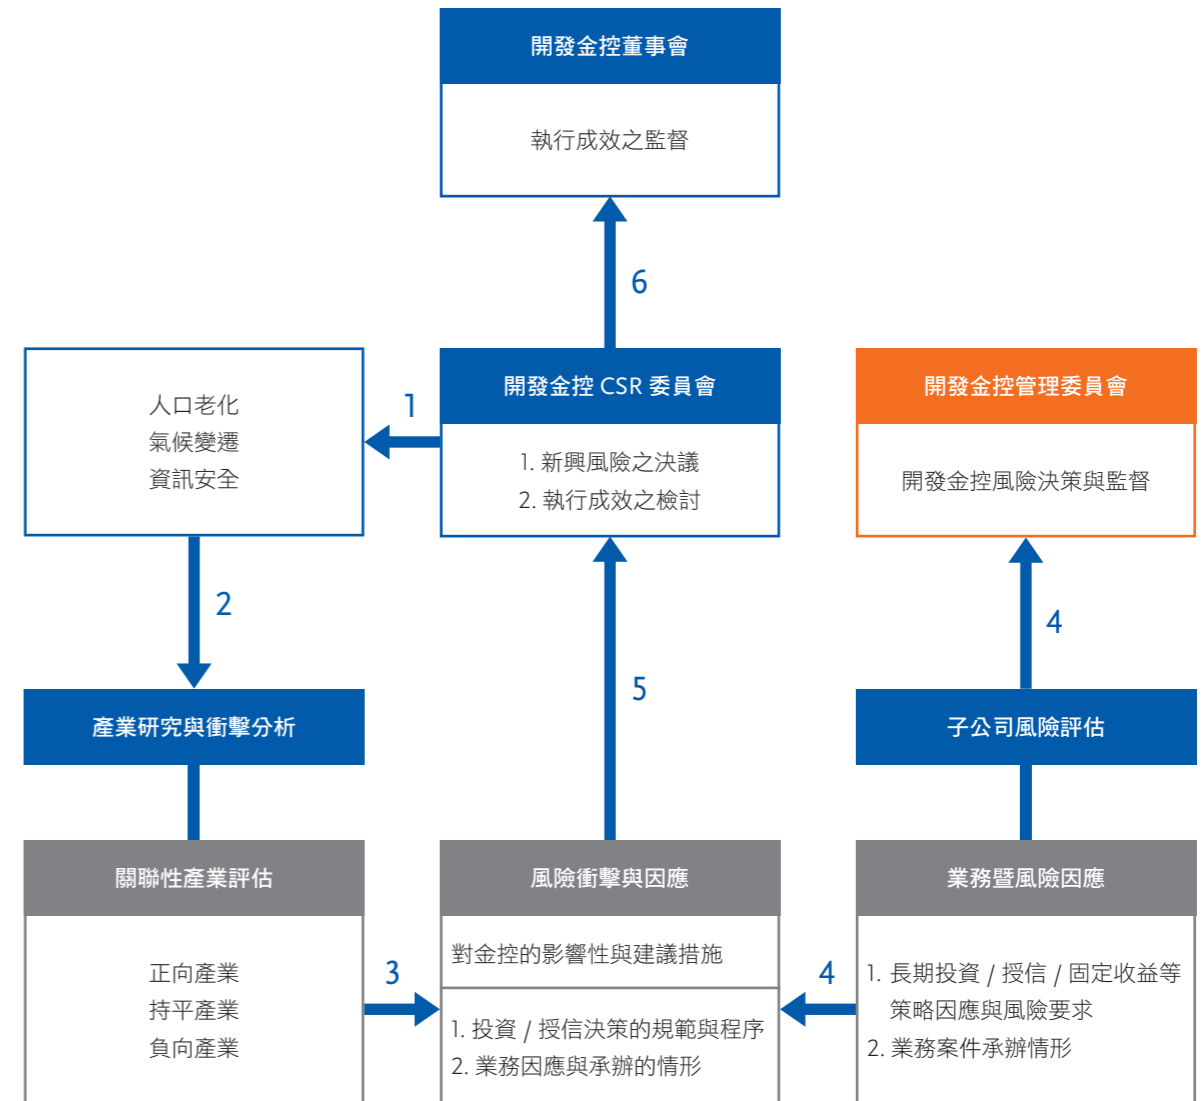 開發金控董事會
執行成效之監督
6
人口老化
氣候變遷
資訊安全
1
開發金控 CSR 委員會
1. 新興風險之決議
2. 執行成效之檢討
開發金控管理委員會
開發金控風險決策與監督
2
5
4
產業研究與衝擊分析
子公司風險評估
關聯性產業評估
正向產業
持平產業
負向產業
3
風險衝擊與因應
對金控的影響性與建議措施
1. 投資 / 授信決策的規範與程序
2. 業務因應與承辦的情形
4
業務暨風險因應
1. 長期投資 / 授信 / 固定收益等
策略因應與風險要求
2. 業務案件承辦情形